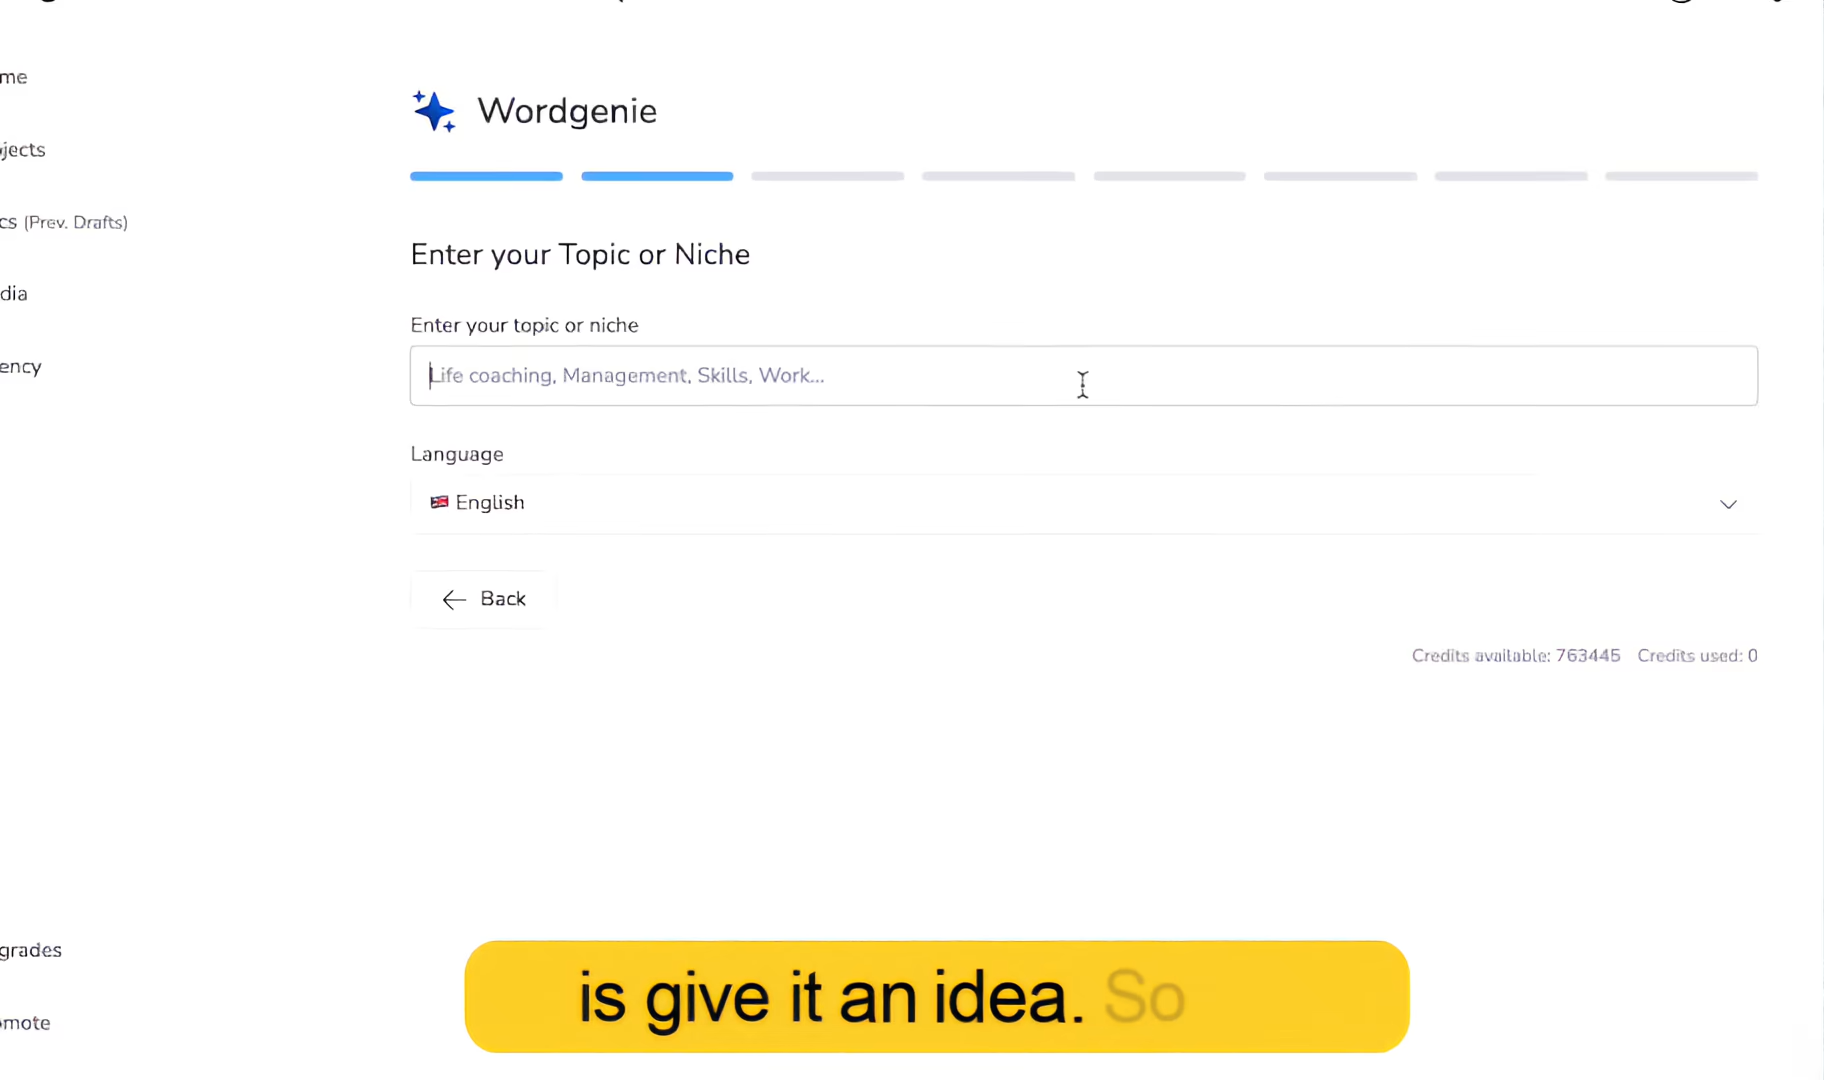 me
jects
cs (Prev. Drafts)
dia
ency
grades
mote
Wordgenie
Enter your Topic or Niche
Enter your topic or niche
Life coaching, Management, Skills, Work...
Language
English
Back
Credits available: 763445 Credits used: 0
is give it an idea. So